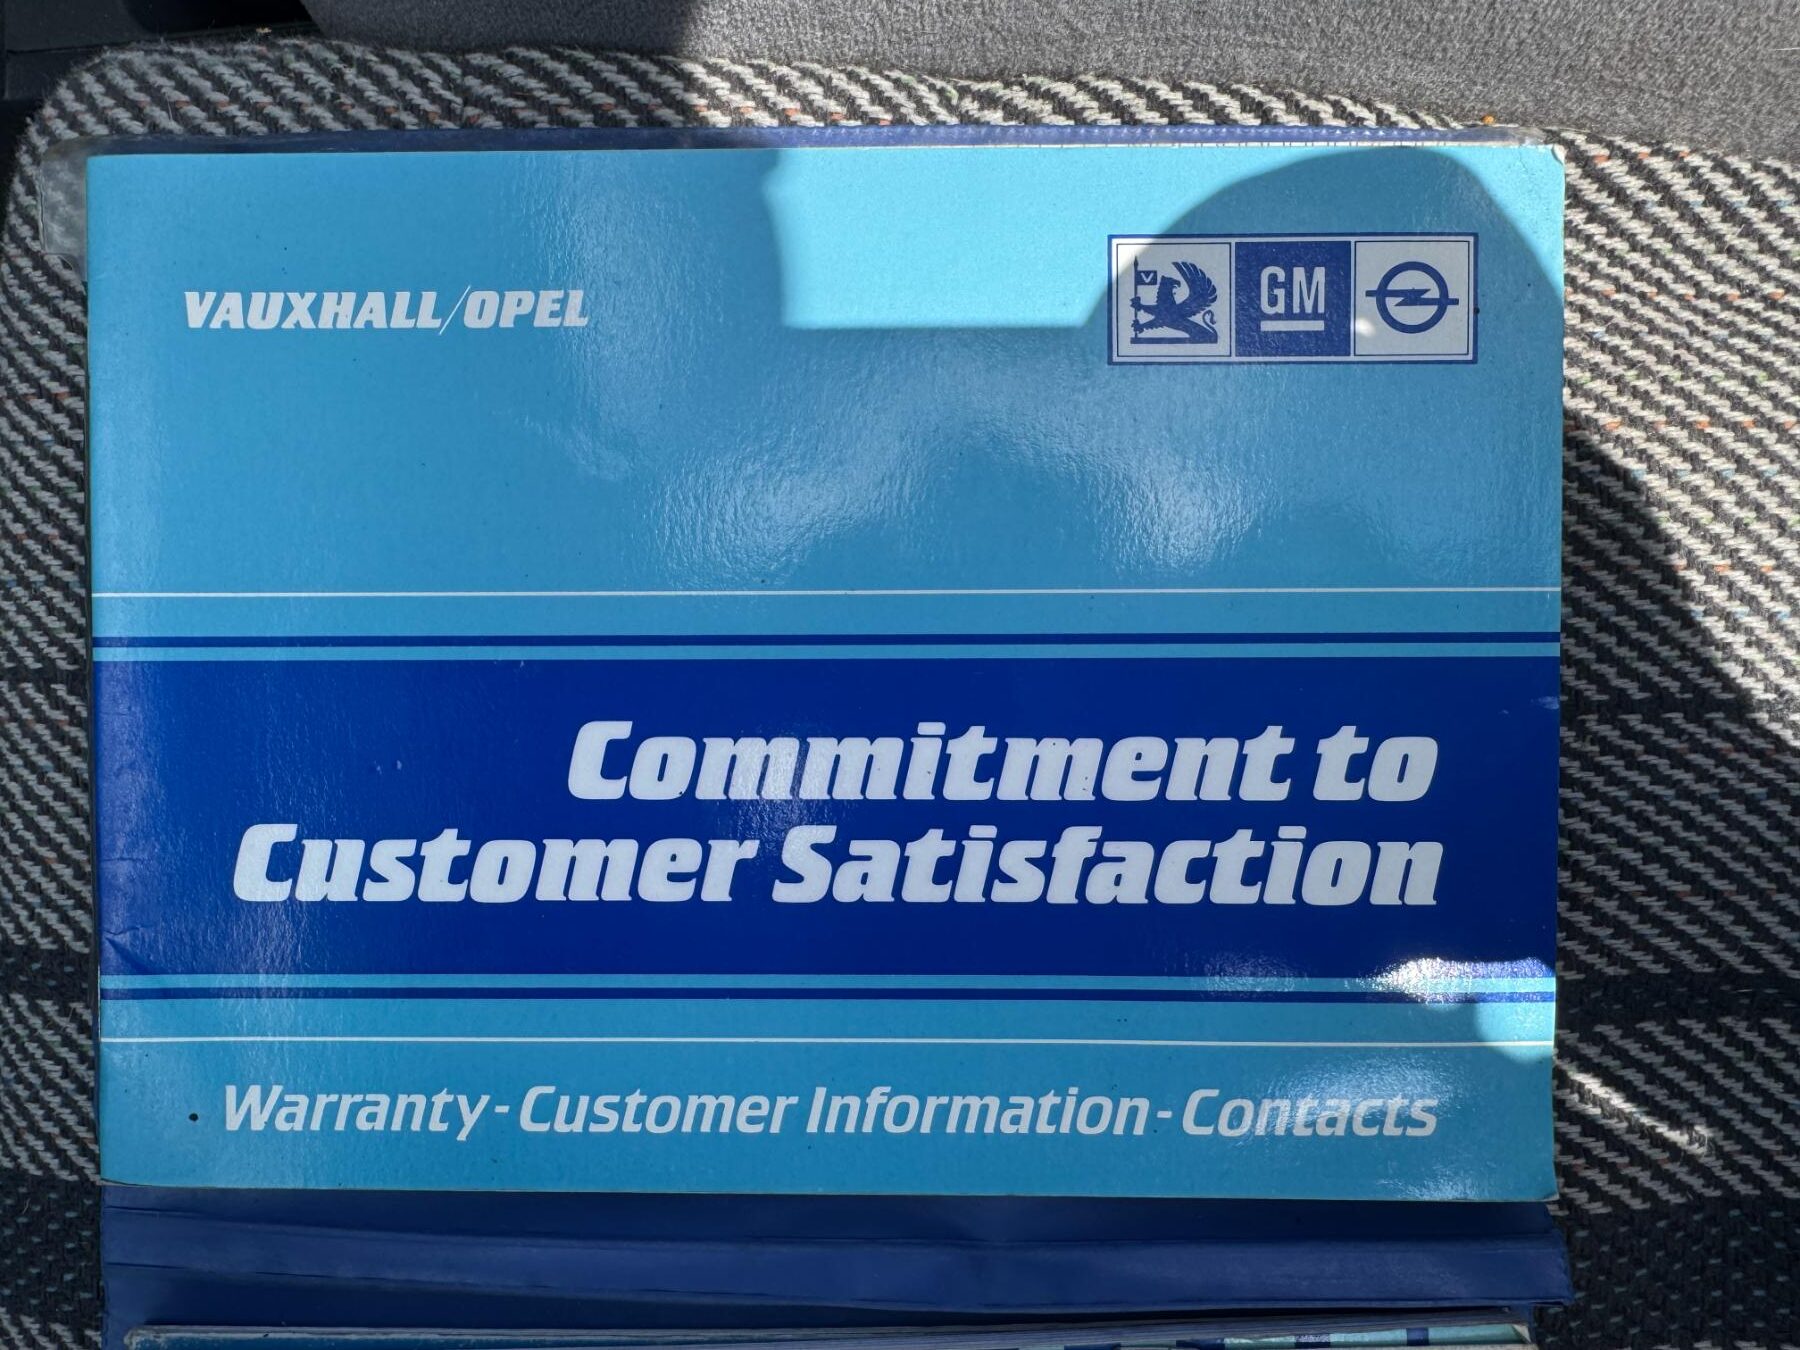 VAUXHALL/OPEL
V
GM
Commitment to
Customer Satisfaction
Warranty-Customer Information-Contacts